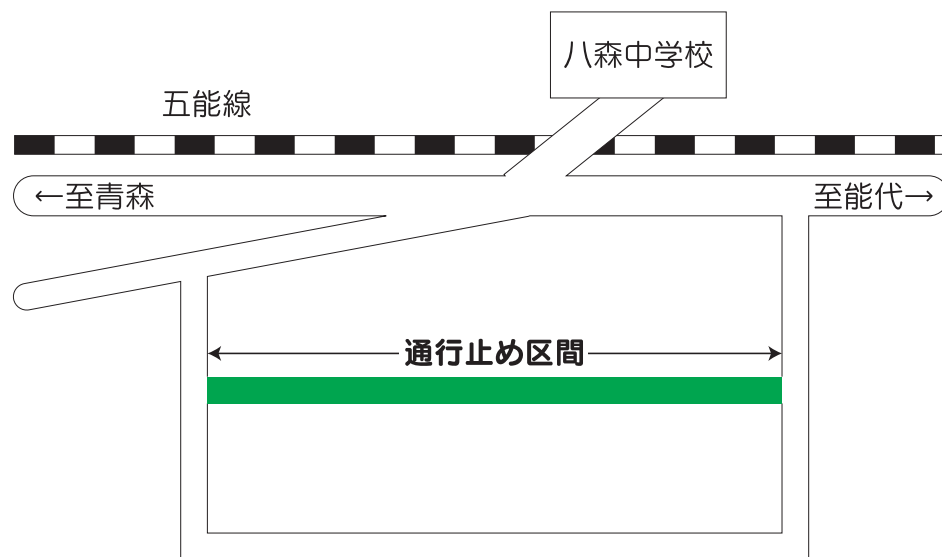 八森中学校
五能線
←至青森
至能代→
通行止め区間